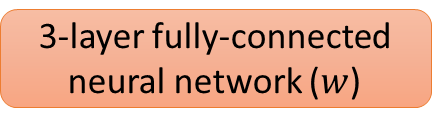 3-layer fully-connected
neural network (𝑤)